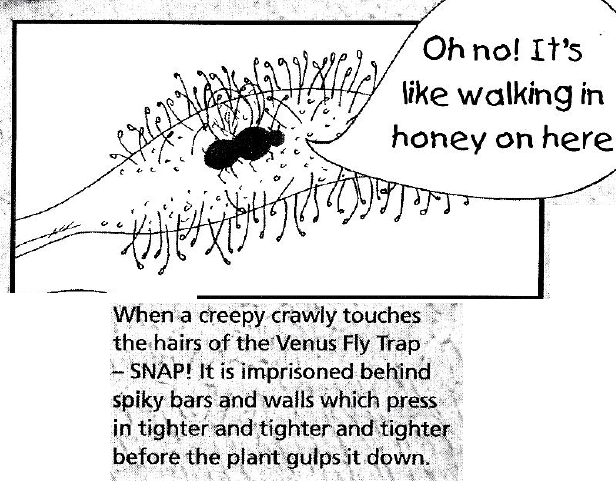 Oh no! It's
like walking in
honey on here
When a creepy crawly touches
the hairs of the Venus Fly Trap
– SNAP! It is imprisoned behind
spiky bars and walls which press
in tighter and tighter and tighter
before the plant gulps it down.